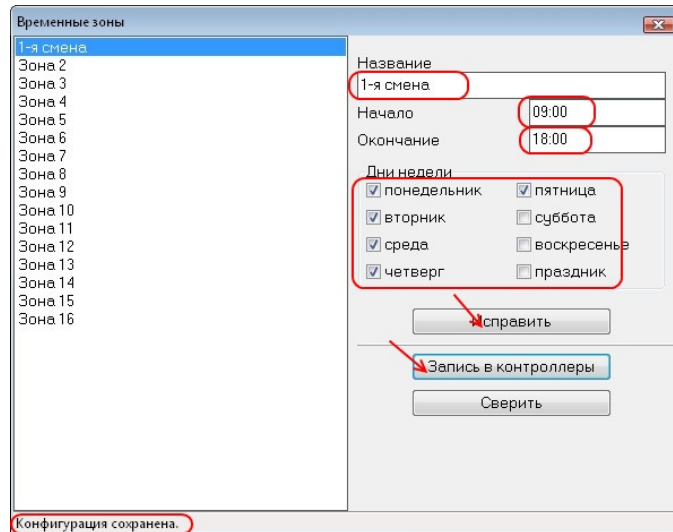 Временные зоны
1-я смена
Зона 2
Зона 3
Зона 4
Зона 5
Зона 6
Зона 7
Зона 8
Зона 9
Зона 10
Зона 11
Зона 12
Зона 13
Зона 14
Зона 15
Зона 16
Название
1-я смена
Начало 09:00
Окончание 18:00
Дни недели
понедельник пятница
вторник суббота
среда воскресенье
четверг праздник
Исправить
Запись в контроллеры
Сверить
Конфигурация сохранена.